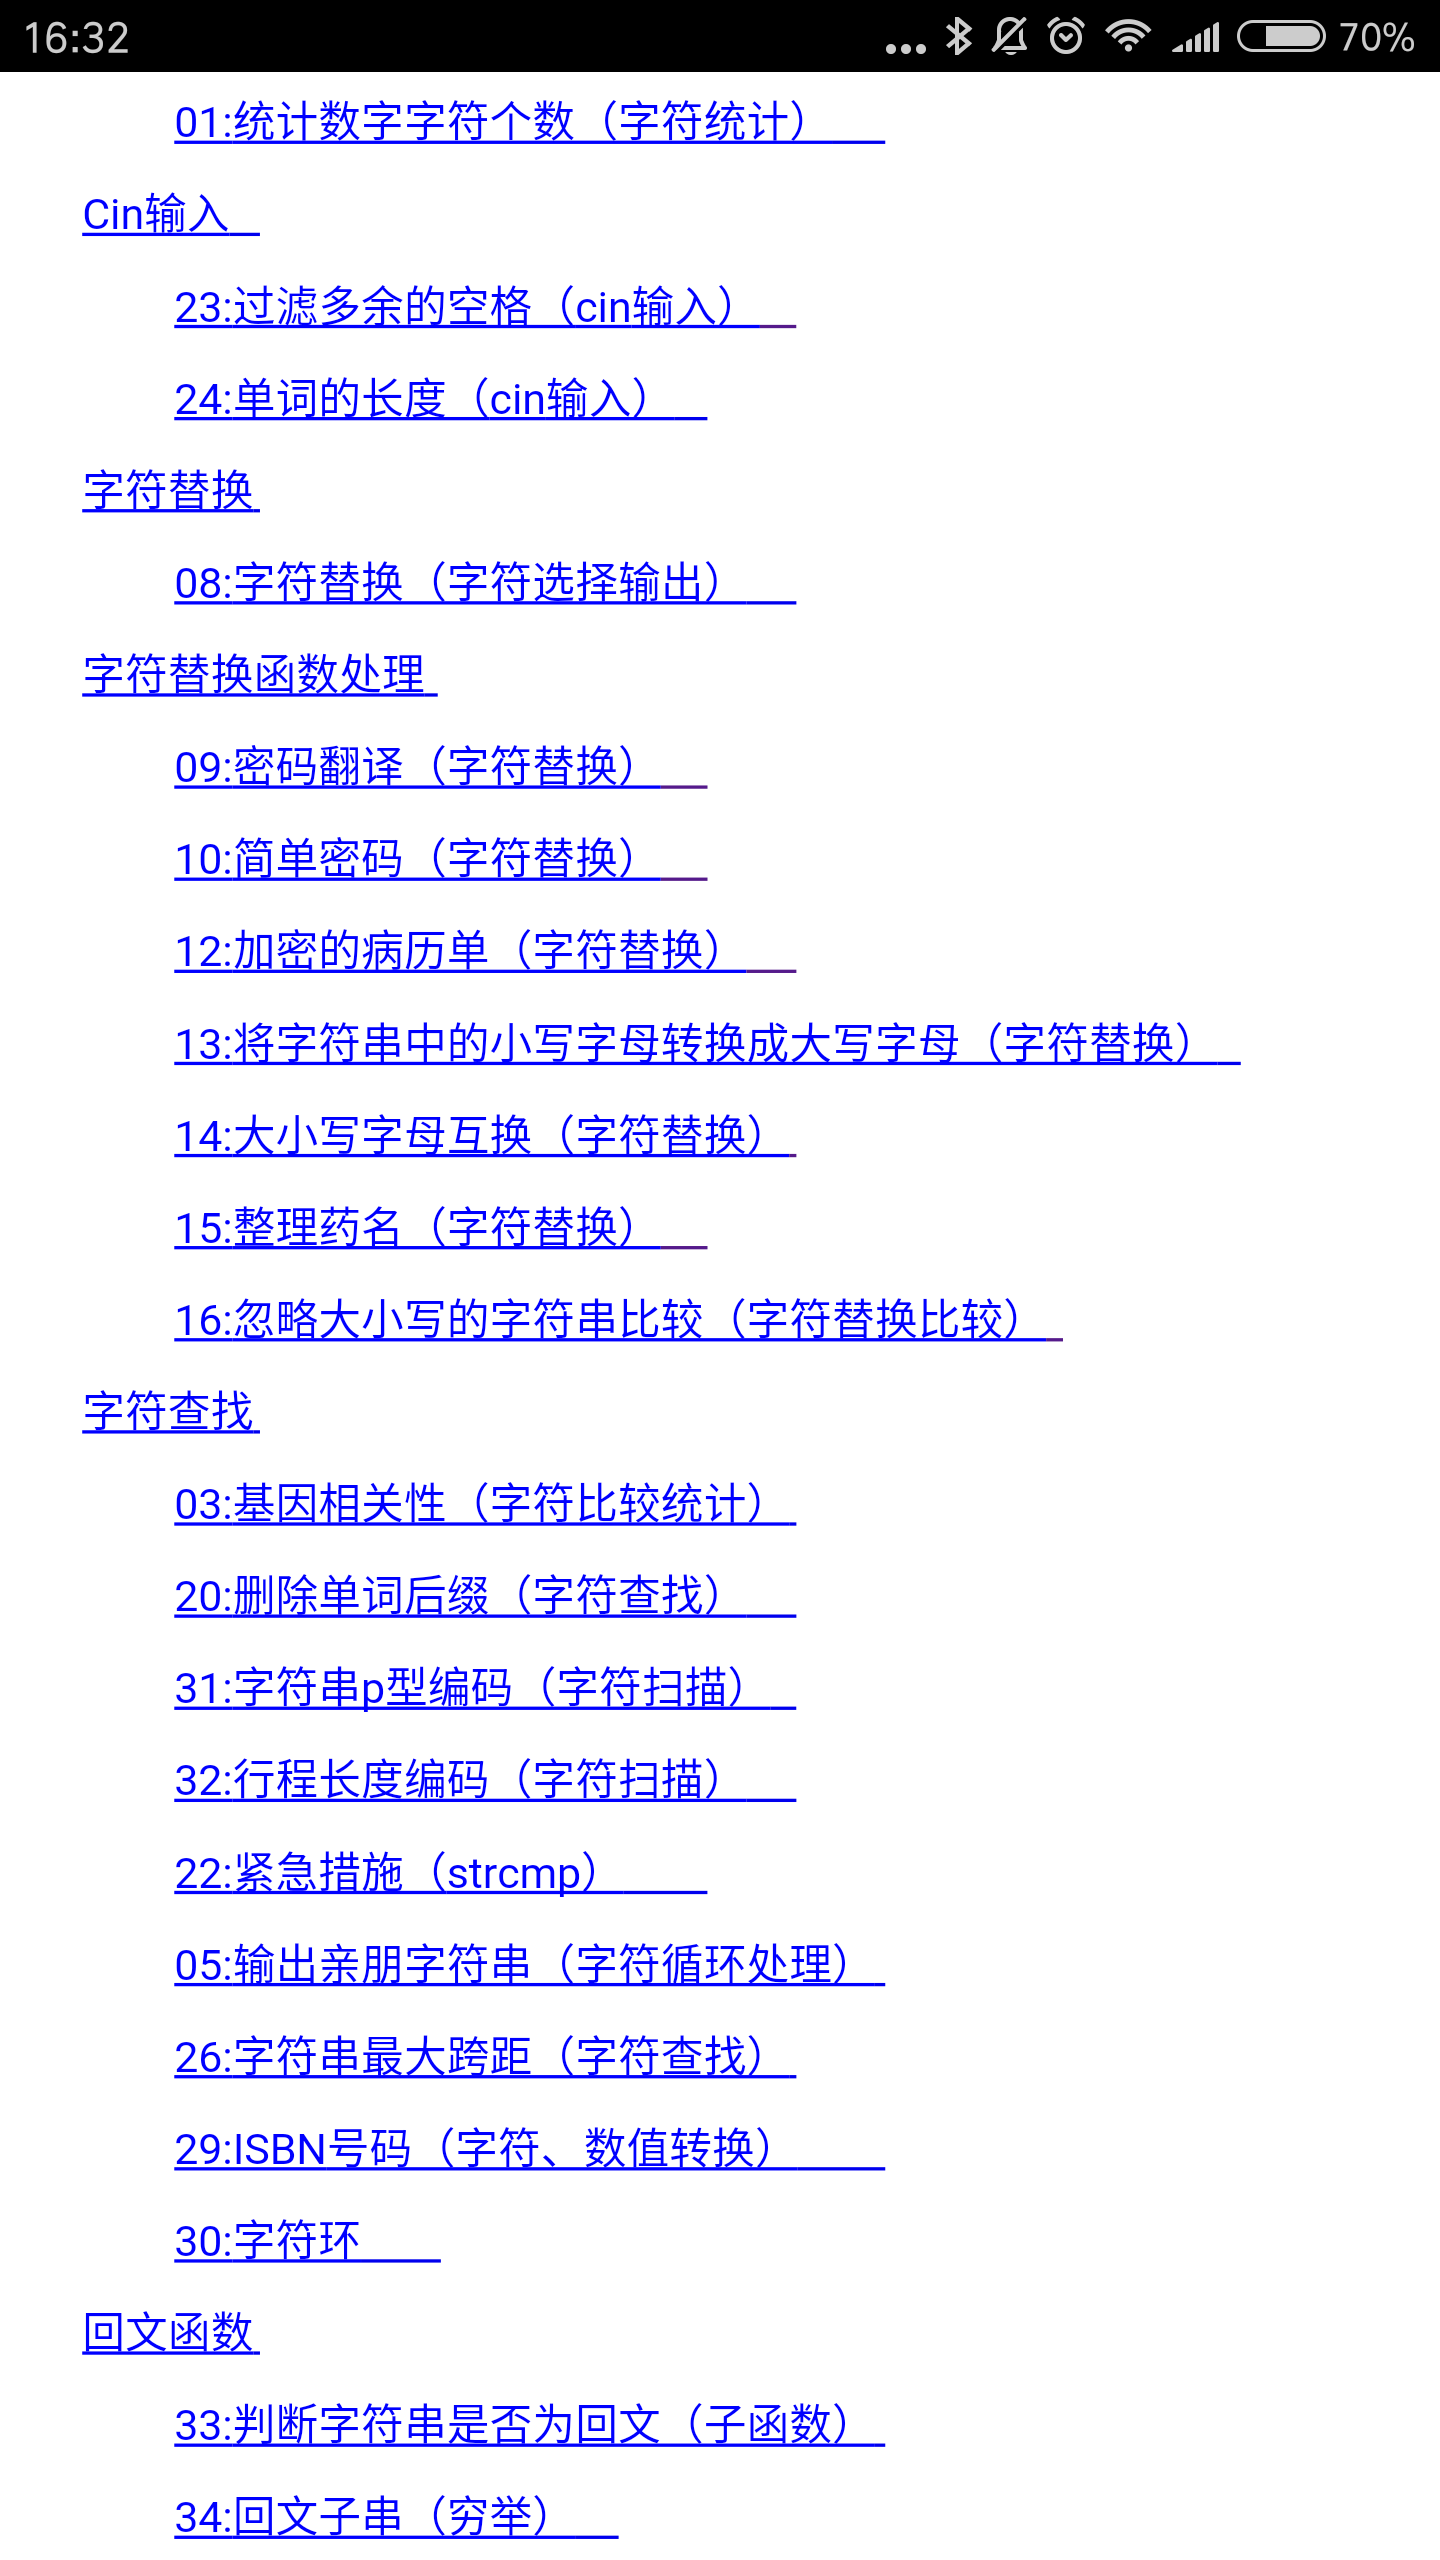 16:32
70%
01:统计数字字符个数（字符统计）
Cin输入
23:过滤多余的空格（cin输入）
24:单词的长度（cin输入）
字符替换
08:字符替换（字符选择输出）
字符替换函数处理
09:密码翻译（字符替换）
10:简单密码（字符替换）
12:加密的病历单（字符替换）
13:将字符串中的小写字母转换成大写字母（字符替换）
14:大小写字母互换（字符替换）
15:整理药名（字符替换）
16:忽略大小写的字符串比较（字符替换比较）
字符查找
03:基因相关性（字符比较统计）
20:删除单词后缀（字符查找）
31:字符串p型编码（字符扫描）
32:行程长度编码（字符扫描）
22:紧急措施（strcmp）
05:输出亲朋字符串（字符循环处理）
26:字符串最大跨距（字符查找）
29:ISBN号码（字符、数值转换）
30:字符环
回文函数
33:判断字符串是否为回文（子函数）
34:回文子串（穷举）